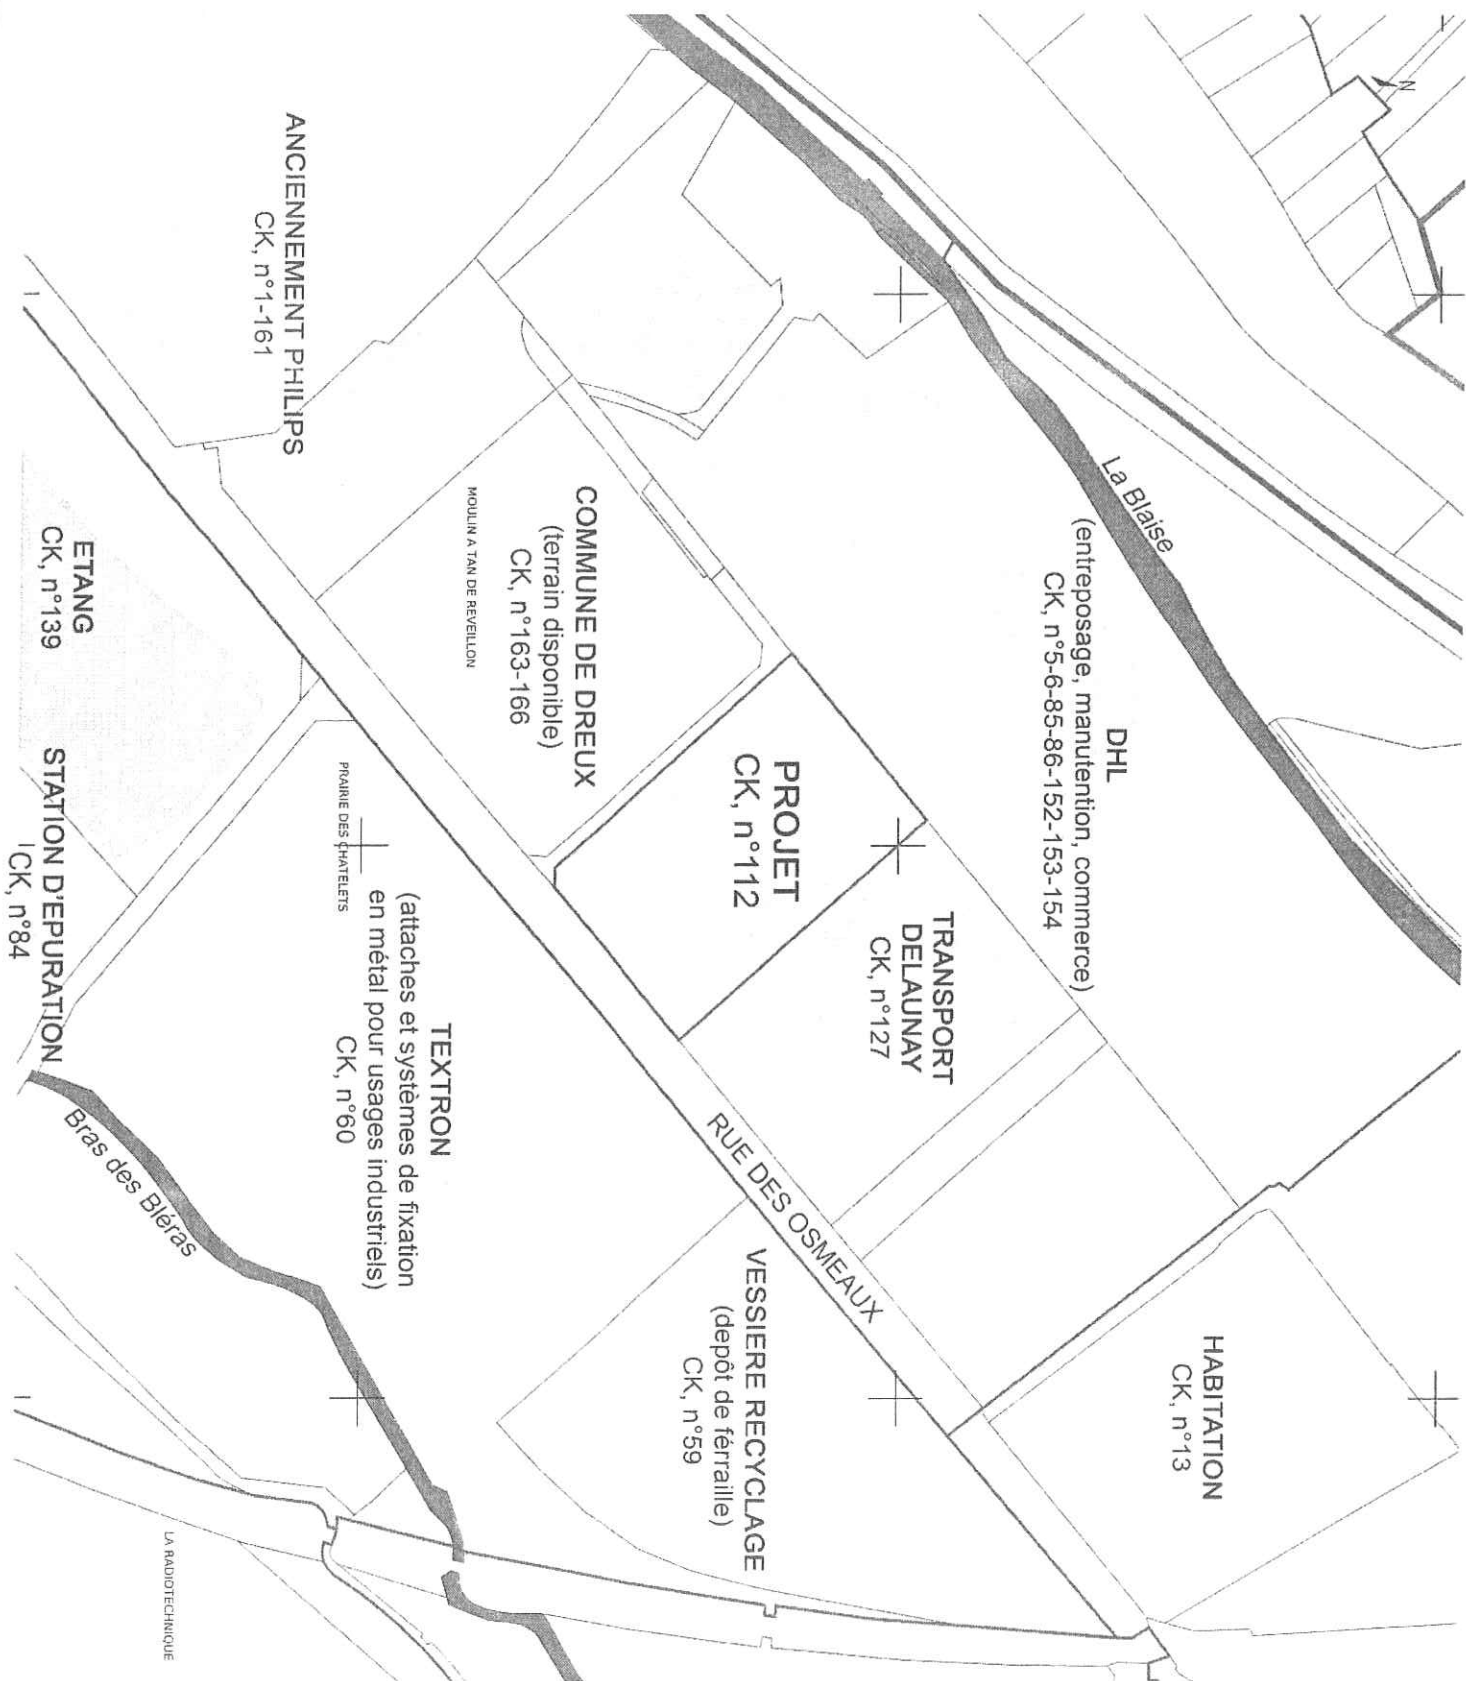 N
La Blaise
DHL
(entreposage, manutention, commerce)
CK, n°5-6-85-86-152-153-154
HABITATION
CK, n°13
TRANSPORT
DELAUNAY
CK, n°127
PROJET
CK, n°112
RUE DES OSMEAUX
VESSIERE RECYCLAGE
(depôt de férraille)
CK, n°59
COMMUNE DE DREUX
(terrain disponible)
CK, n°163-166
MOULIN A TAN DE REVEILLON
ANCIENNEMENT PHILIPS
CK, n°1-161
TEXTRON
(attaches et systèmes de fixation
en métal pour usages industriels)
CK, n°60
PRAIRIE DES CHATELETS
ETANG
CK, n°139
STATION D'EPURATION
CK, n°84
Bras des Bléras
LA RADIOTECHNIQUE